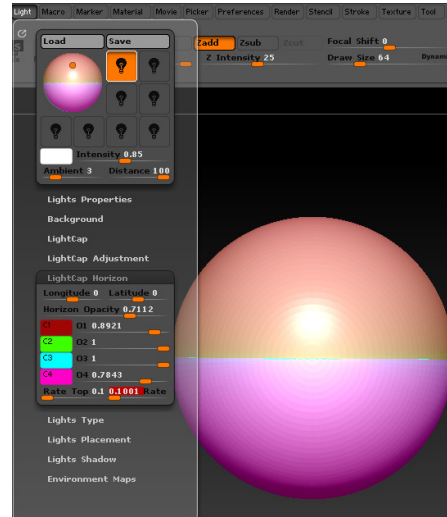 Light Macro Marker Material Movie Picker Preferences Render Stencil Stroke Texture Tool
Load Save
Zadd Zsub Zcut Focal Shift 0
Z Intensity 25 Draw Size 64 Dynami
Intensity 0.85
Ambient 3 Distance 100
Lights Properties
Background
LightCap
LightCap Adjustment
LightCap Horizon
Longitude 0 Latitude 0
Horizon Opacity 0.7112
C1 O1 0.8921
C2 O2 1
C3 O3 1
C4 O4 0.7843
Rate Top 0.1 0.1001 Rate
Lights Type
Lights Placement
Lights Shadow
Environment Maps